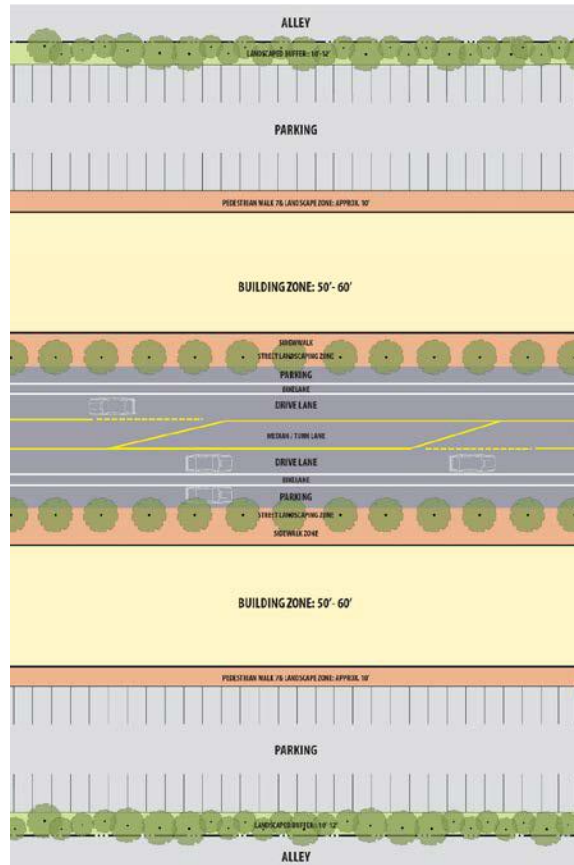 ALLEY
LANDSCAPED BUFFER: 10'-12'
PARKING
PEDESTRIAN WALK 7& LANDSCAPE ZONE: APPROX. 10'
BUILDING ZONE: 50'- 60'
SIDEWALK
STREET LANDSCAPING ZONE
PARKING
BIKE LANE
DRIVE LANE
MEDIAN / TURN LANE
DRIVE LANE
BIKE LANE
PARKING
STREET LANDSCAPING ZONE
SIDEWALK ZONE
BUILDING ZONE: 50'- 60'
PEDESTRIAN WALK 7& LANDSCAPE ZONE: APPROX. 10'
PARKING
LANDSCAPED BUFFER: 10'-12'
ALLEY